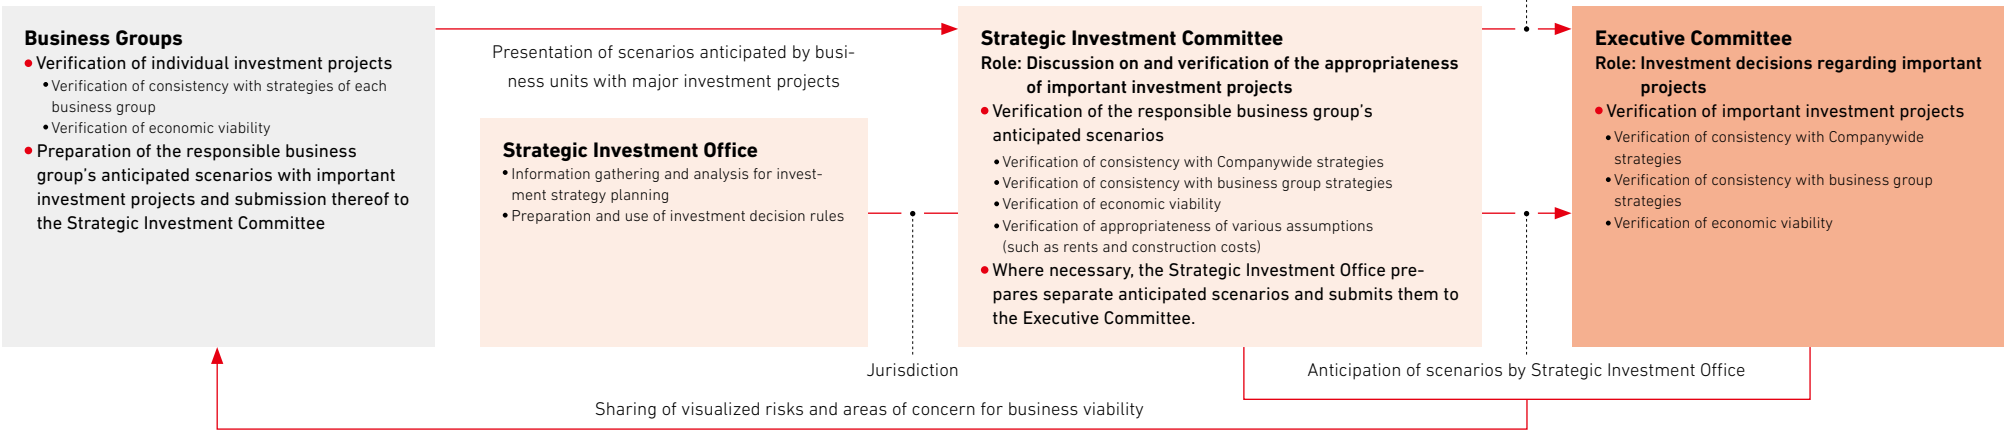 Business Groups
• Verification of individual investment projects
• Verification of consistency with strategies of each
business group
• Verification of economic viability
• Preparation of the responsible business
group's anticipated scenarios with important
investment projects and submission thereof to
the Strategic Investment Committee
Presentation of scenarios anticipated by busi-
ness units with major investment projects
Strategic Investment Office
• Information gathering and analysis for invest-
ment strategy planning
• Preparation and use of investment decision rules
Jurisdiction
Strategic Investment Committee
Role: Discussion on and verification of the appropriateness
of important investment projects
• Verification of the responsible business group's
anticipated scenarios
• Verification of consistency with Companywide strategies
• Verification of consistency with business group strategies
• Verification of economic viability
• Verification of appropriateness of various assumptions
(such as rents and construction costs)
• Where necessary, the Strategic Investment Office pre-
pares separate anticipated scenarios and submits them to
the Executive Committee.
Executive Committee
Role: Investment decisions regarding important
projects
• Verification of important investment projects
• Verification of consistency with Companywide
strategies
• Verification of consistency with business group
strategies
• Verification of economic viability
Anticipation of scenarios by Strategic Investment Office
Sharing of visualized risks and areas of concern for business viability